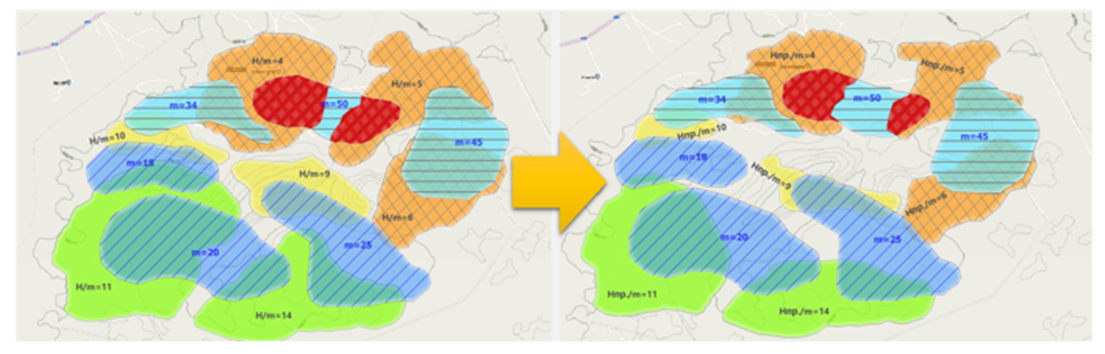 H/m=4
H/m=5
m=34
m=50
H/m=10
m=45
m=18
H/m=9
H/m=6
m=20
m=25
H/m=11
H/m=14
Hnp./m=4
Hnp./m=5
m=34
m=50
Hnp./m=10
m=45
m=18
Hnp./m=9
Hnp./m=6
m=20
m=25
Hnp./m=11
Hnp./m=14